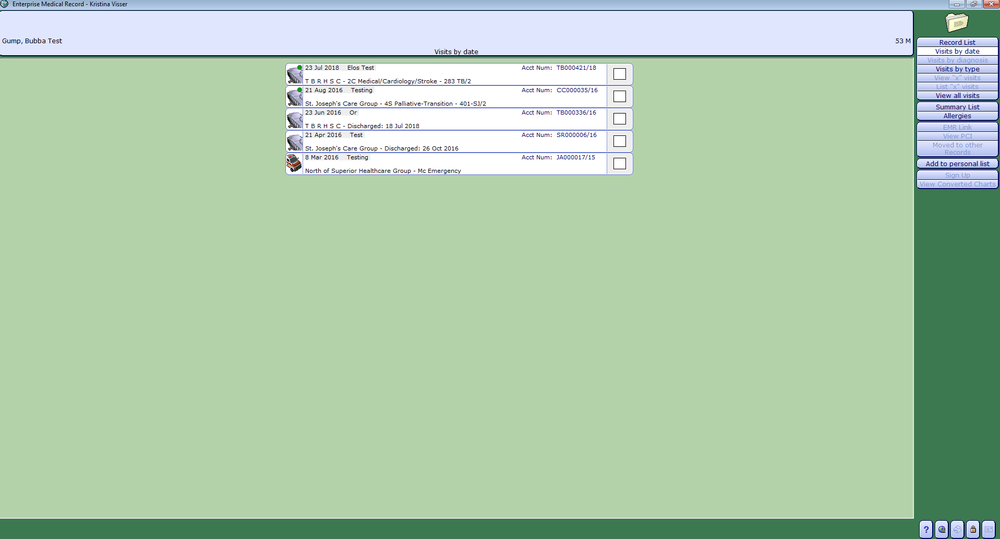 Enterprise Medical Record - Kristina Visser
Gump, Bubba Test
53 M
Visits by date
23 Jul 2018 Elos Test Acct Num: TB000421/18
T B R H S C - 2C Medical/Cardiology/Stroke - 283 TB/2
21 Aug 2016 Testing Acct Num: CC000035/16
St. Joseph's Care Group - 4S Palliative-Transition - 401-SJ/2
23 Jun 2016 Or Acct Num: TB000336/16
T B R H S C - Discharged: 18 Jul 2018
21 Apr 2016 Test Acct Num: SR000006/16
St. Joseph's Care Group - Discharged: 26 Oct 2016
8 Mar 2016 Testing Acct Num: JA000017/15
North of Superior Healthcare Group - Mc Emergency
Record List
Visits by date
Visits by diagnosis
Visits by type
View "x" visits
List "x" visits
View all visits
Summary List
Allergies
EMR Link
View PCI
Moved to other
Records
Add to personal list
Sign Up
View Converted Charts
?